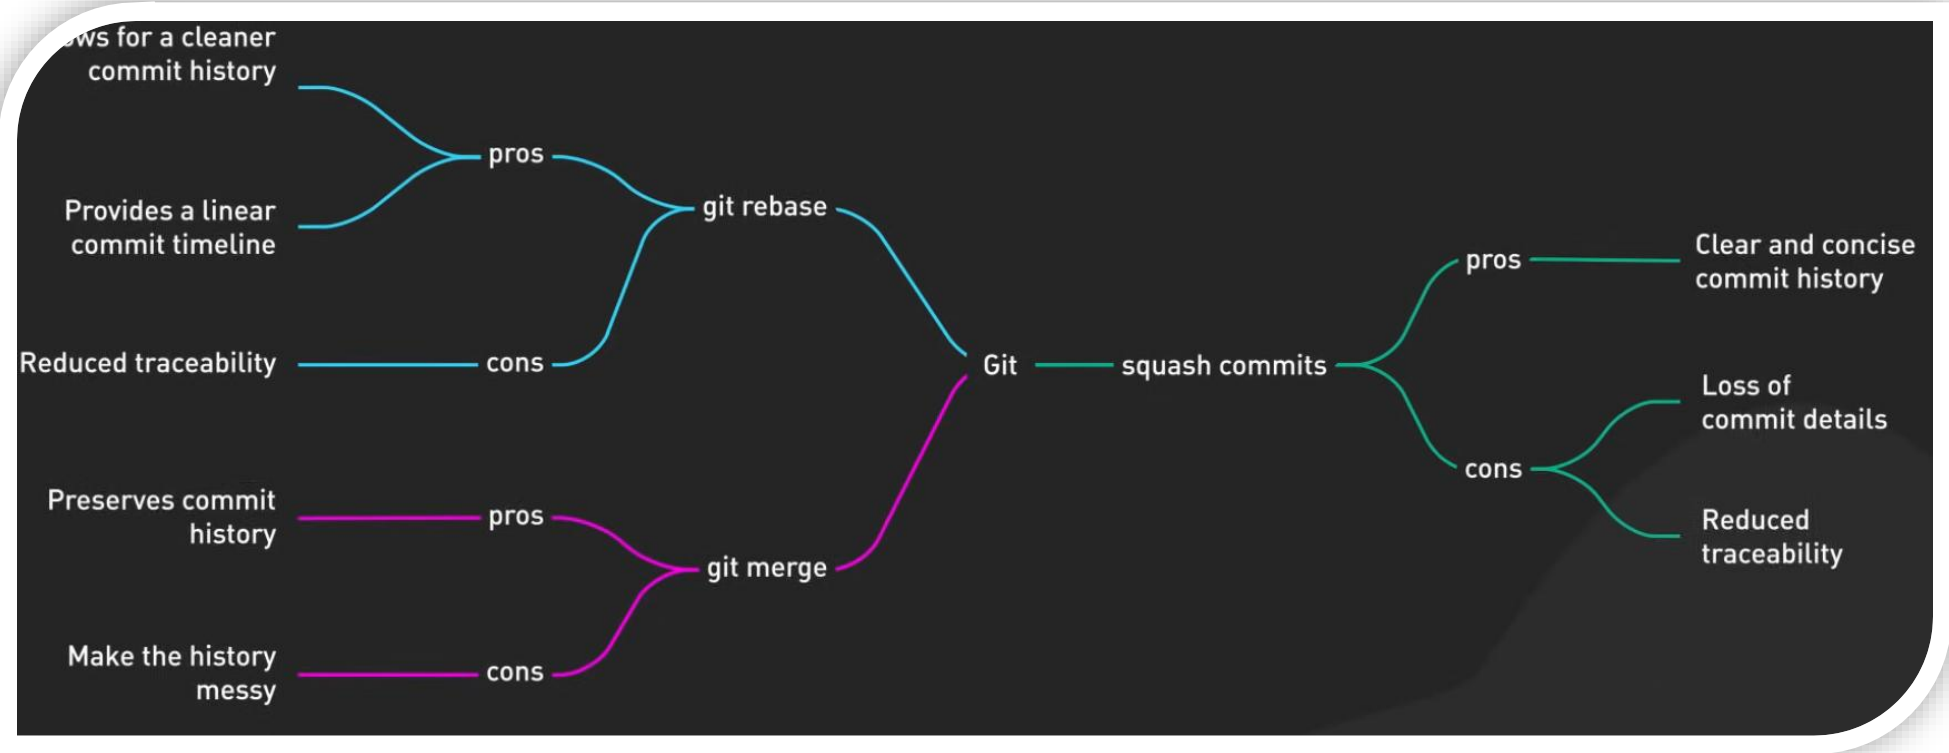 for a cleaner
commit history
pros
Provides a linear
commit timeline
git rebase
Reduced traceability
cons
Git
squash commits
pros
Clear and concise
commit history
cons
Loss of
commit details
Reduced
traceability
Preserves commit
history
pros
git merge
Make the history
messy
cons